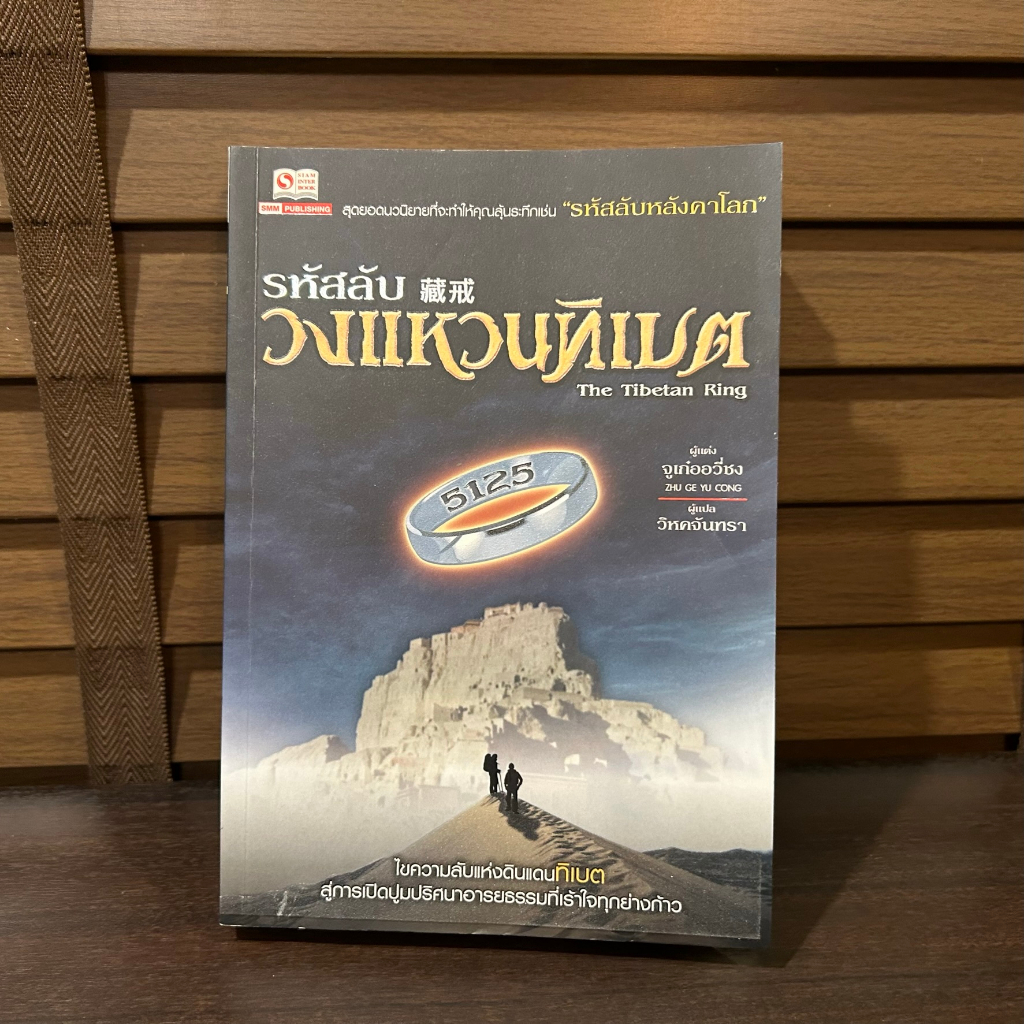 SIAM
INTER
BOOK
SMM PUBLISHING
สุดยอดนวนิยายที่จะทำให้คุณลุ้นระทึกเช่น “รหัสลับหลังคาโลก”
รหัสลับ 藏戒
วงแหวนทิเบต
The Tibetan Ring
ผู้แต่ง
จูเก๋ออวี่ชง
ZHU GE YU CONG
ผู้แปล
วิหคจันทรา
5125
ไขความลับแห่งดินแดนทิเบต
สู่การเปิดปูมปริศนาอารยธรรมที่เร้าใจทุกย่างก้าว